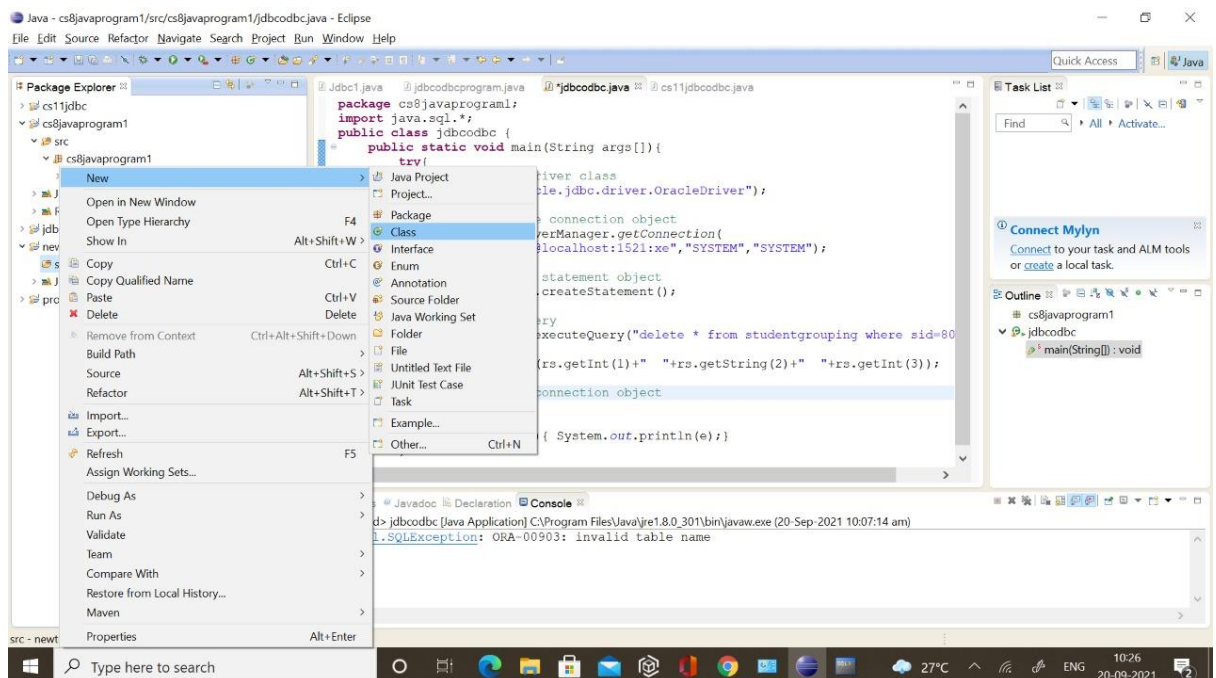 Java - cs8javaprogram1/src/cs8javaprogram1/jdbcodbc.java - Eclipse
File Edit Source Refactor Navigate Search Project Run Window Help
Quick Access
Java
Package Explorer
cs11jdbc
cs8javaprogram1
src
cs8javaprogram1
J
jdb
new
s
J
pro
New
Open in New Window
Open Type Hierarchy F4
Show In Alt+Shift+W >
Copy Ctrl+C
Copy Qualified Name
Paste Ctrl+V
Delete Delete
Remove from Context Ctrl+Alt+Shift+Down
Build Path >
Source Alt+Shift+S >
Refactor Alt+Shift+T >
Import...
Export...
Refresh F5
Assign Working Sets...
Debug As >
Run As >
Validate
Team >
Compare With >
Restore from Local History...
Maven >
Properties Alt+Enter
Java Project
Project...
Package
Class
Interface
Enum
Annotation
Source Folder
Java Working Set
Folder
File
Untitled Text File
JUnit Test Case
Task
Example...
Other... Ctrl+N
Jdbc1.java jdbcodbcprogram.java *jdbcodbc.java cs11jdbcodbc.java
package cs8javaprogram1;
import java.sql.*;
public class jdbcodbc {
public static void main(String args[]){
try{
iver class
cle.jdbc.driver.OracleDriver");
e connection object
verManager.getConnection(
@localhost:1521:xe","SYSTEM","SYSTEM");
statement object
.createStatement();
ery
executeQuery("delete * from studentgrouping where sid=80
(rs.getInt(1)+" "+rs.getString(2)+" "+rs.getInt(3));
connection object
{ System.out.println(e);}
Javadoc Declaration Console
d> jdbcodbc [Java Application] C:\Program Files\Java\jre1.8.0_301\bin\javaw.exe (20-Sep-2021 10:07:14 am)
l.SQLException: ORA-00903: invalid table name
Task List
Find All Activate...
Connect Mylyn
Connect to your task and ALM tools
or create a local task.
Outline
cs8javaprogram1
jdbcodbc
main(String[]) : void
src - newt
Type here to search
27°C ENG 10:26
20-09-2021